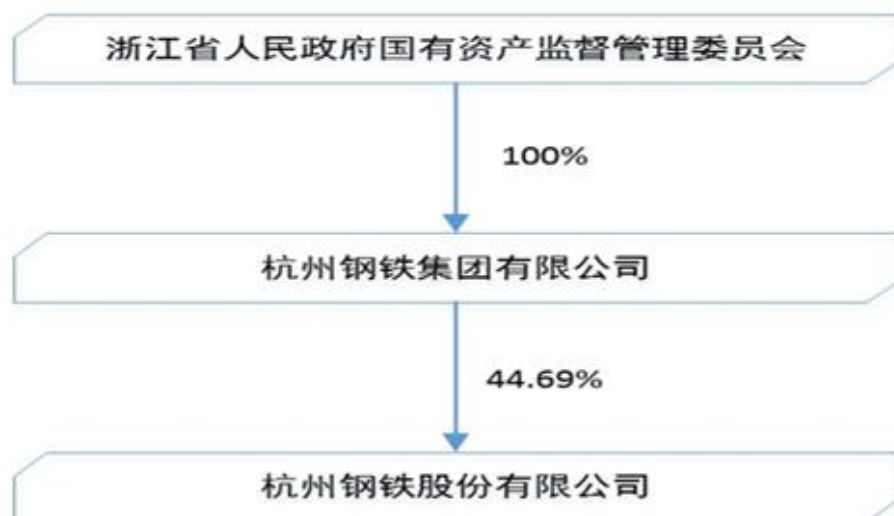 浙江省人民政府国有资产监督管理委员会
100%
杭州钢铁集团有限公司
44.69%
杭州钢铁股份有限公司